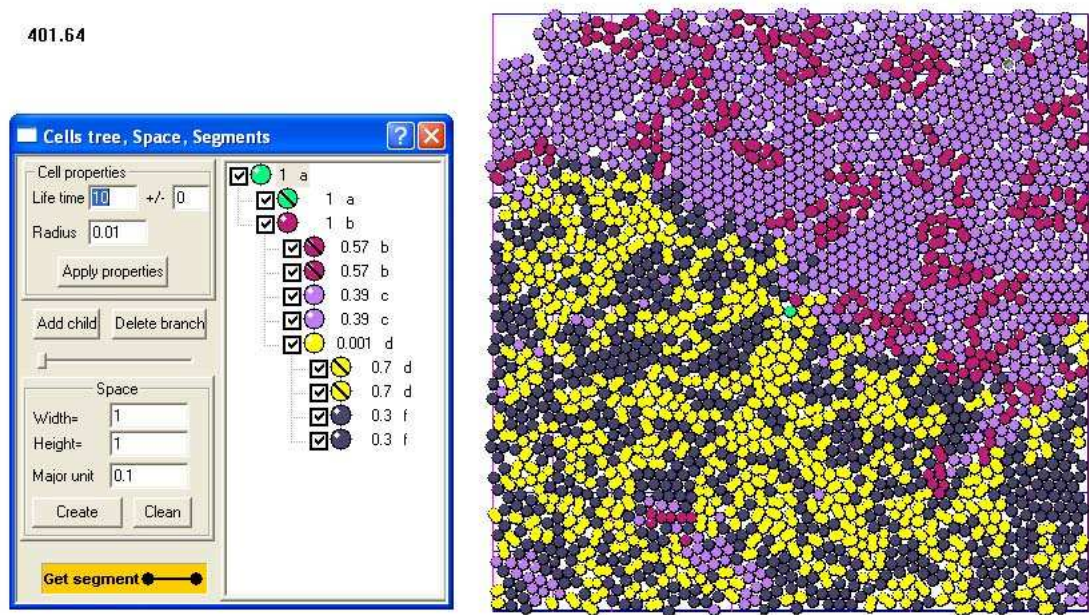 401.64
Cells tree, Space, Segments
Cell properties
Life time 10 +/- 0
Radius 0.01
Apply properties
Add child Delete branch
Space
Width= 1
Height= 1
Major unit 0.1
Create Clean
Get segment
1 a
1 a
1 b
0.57 b
0.57 b
0.39 c
0.39 c
0.001 d
0.7 d
0.7 d
0.3 f
0.3 f